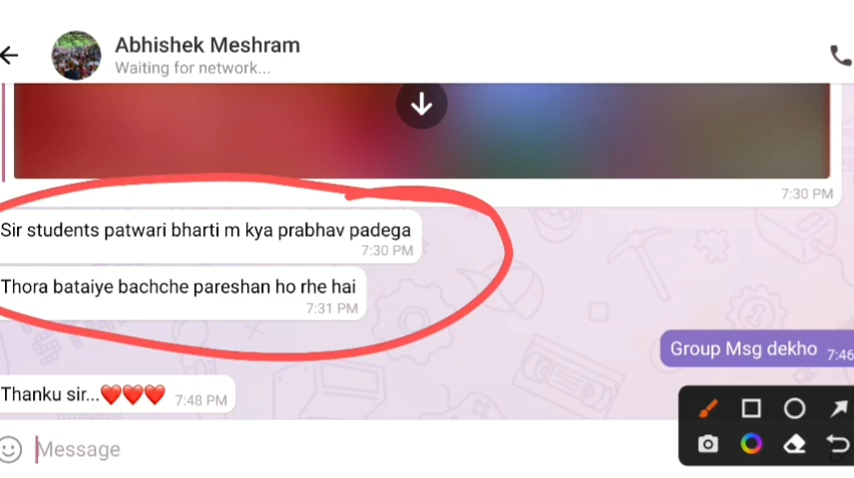 Abhishek Meshram
Waiting for network...
7:30 PM
Sir students patwari bharti m kya prabhav padega
7:30 PM
Thora bataiye bachche pareshan ho rhe hai
7:31 PM
Group Msg dekho 7:46
Thanku sir...❤️❤️❤️ 7:48 PM
Message